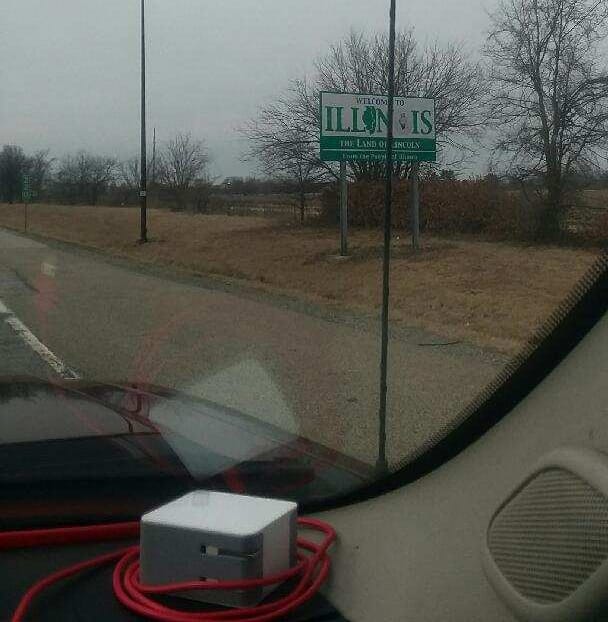 WELCOME TO
ILLINOIS
THE LAND OF LINCOLN
From The People of Illinois